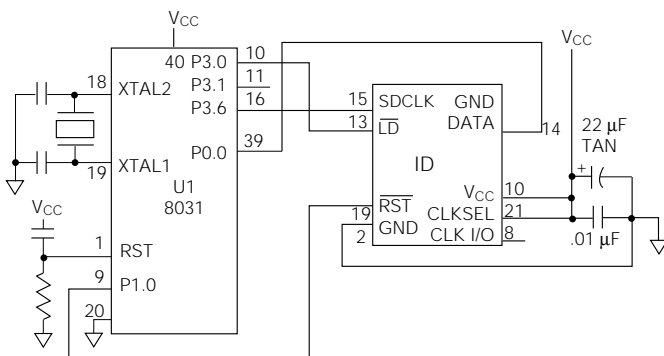 VCC
40 P3.0 10
P3.1 11
P3.6 16
P0.0 39
18 XTAL2
19 XTAL1
U1
8031
VCC
1 RST
9 P1.0
20
15 SDCLK
13 LD
GND
DATA 14
ID
VCC 10
RST
19
CLKSEL 21
2 GND
CLK I/O 8
VCC
22 µF
TAN
+
.01 µF